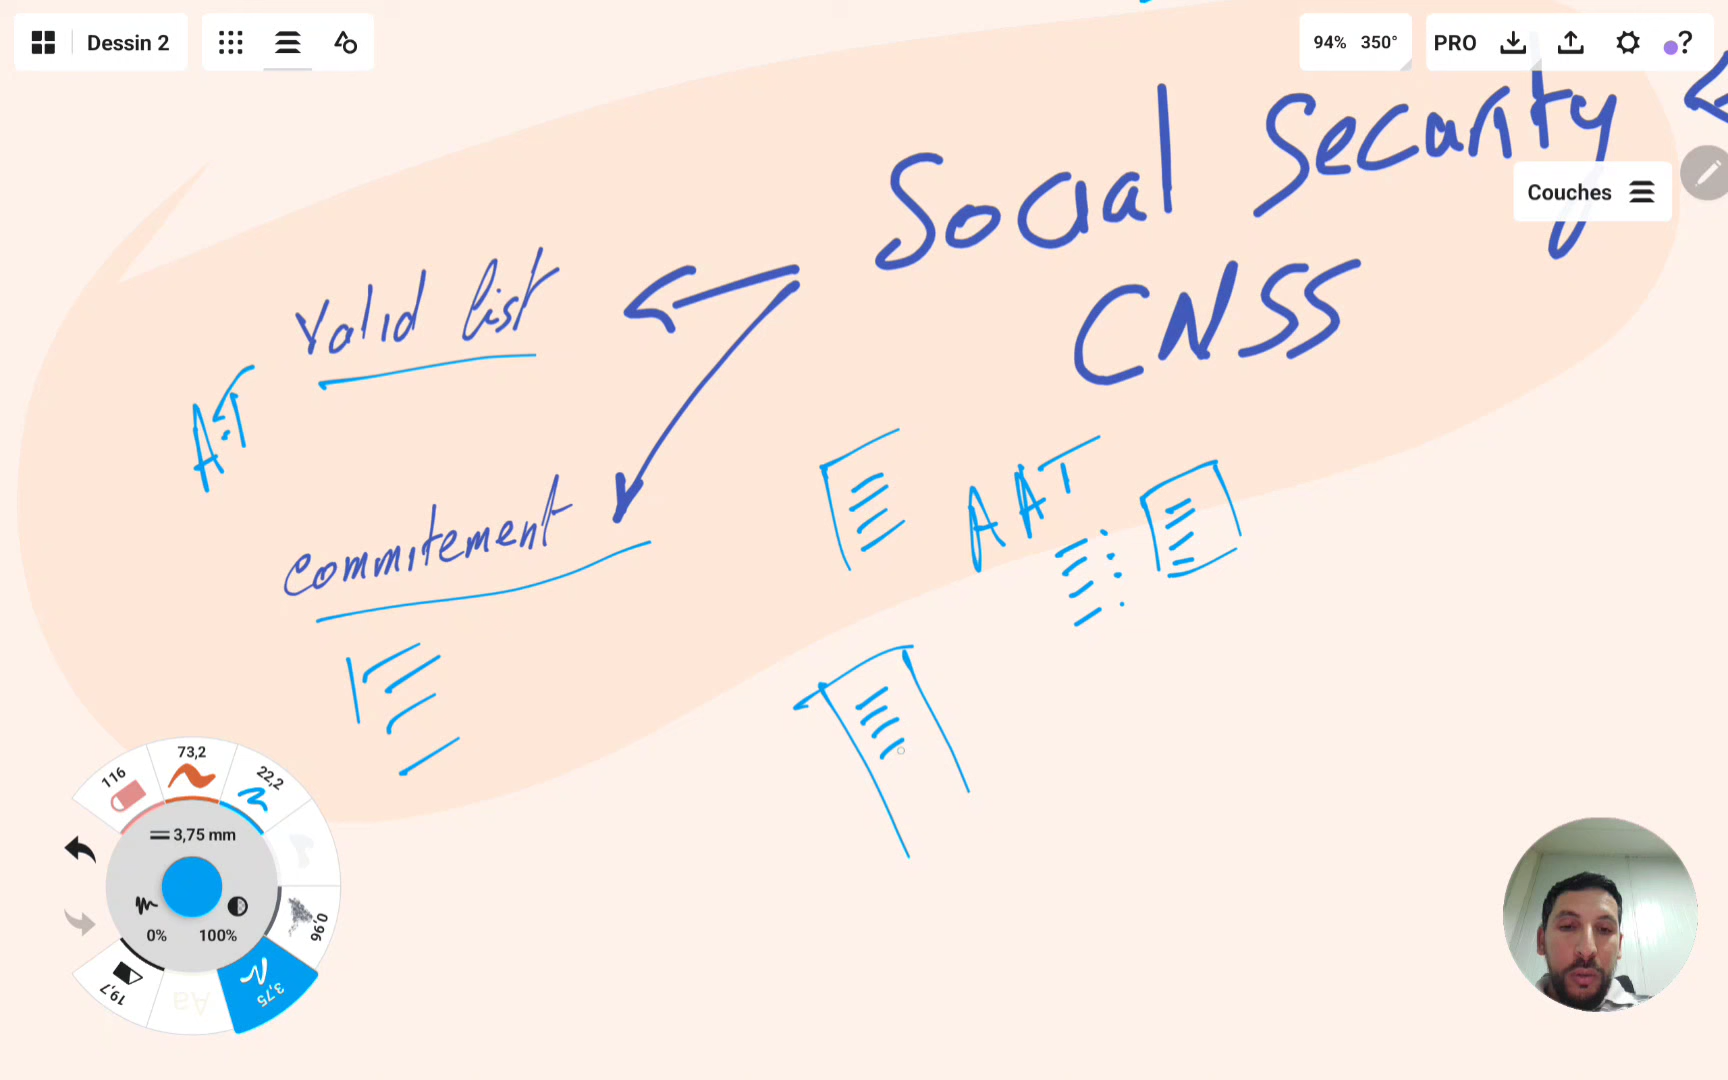 Dessin 2
94% 350°
PRO
?
Couches
Social Security
CNSS
Valid list
AT
Commitement
AAT
116
73,2
22,2
3,75 mm
0%
100%
0,96
3,75
Aa
19,7